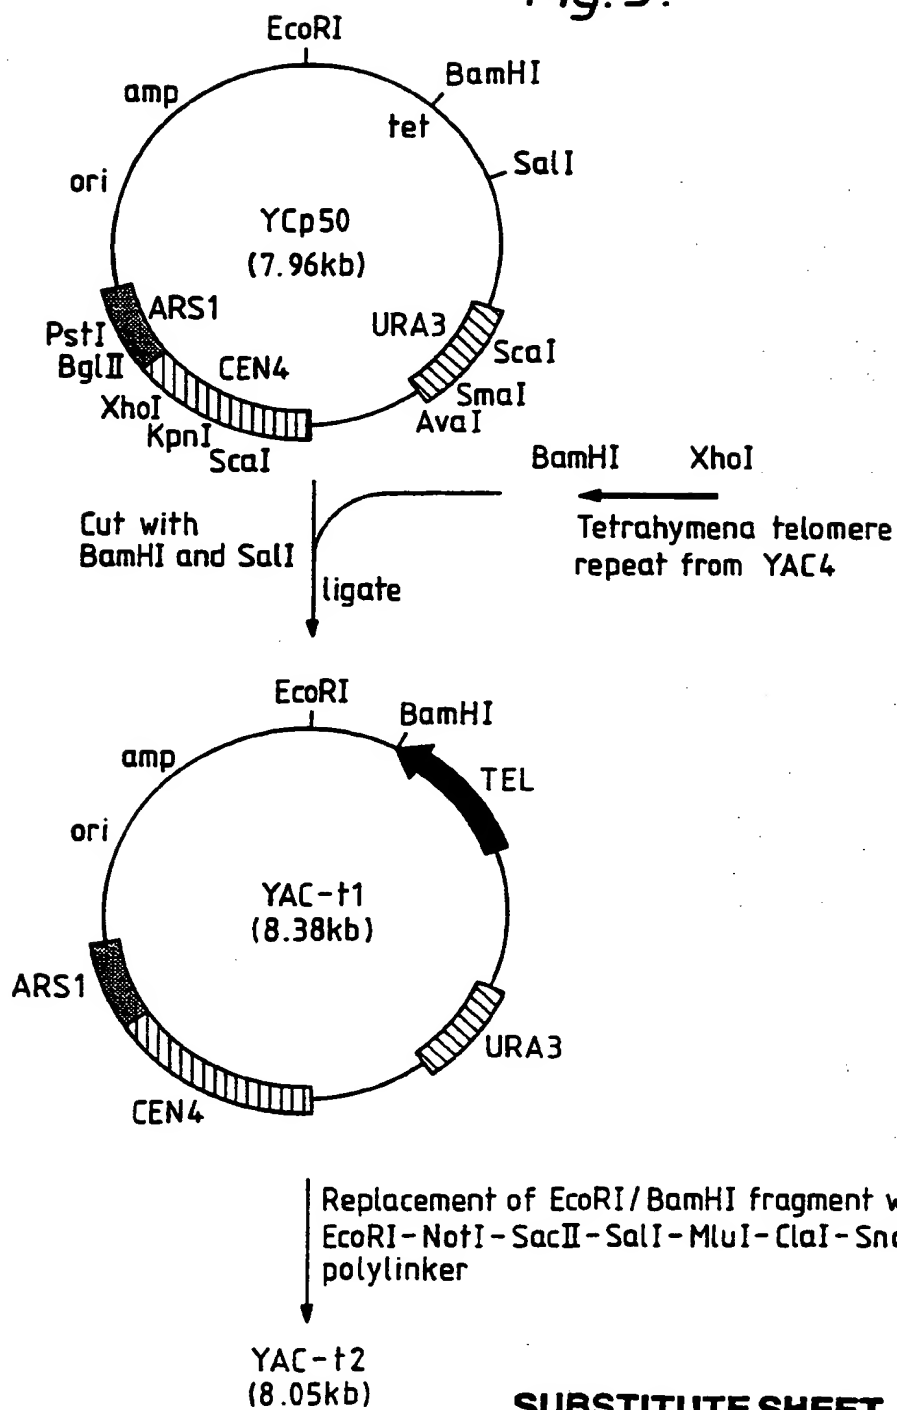 Fig. 3.
EcoRI
BamHI
amp
tet
SalI
ori
YCp50
(7.96kb)
ARS1
URA3
PstI
ScaI
BglII
CEN4
SmaI
XhoI
AvaI
KpnI
ScaI
BamHI XhoI
Cut with
BamHI and SalI
Tetrahymena telomere
repeat from YAC4
ligate
EcoRI
BamHI
amp
TEL
ori
YAC-t1
(8.38kb)
ARS1
URA3
CEN4
Replacement of EcoRI/BamHI fragment
EcoRI-NotI-SacII-SalI-MluI-ClaI-
polylinker
YAC-t2
(8.05kb)
SUBSTITUTE SHEET